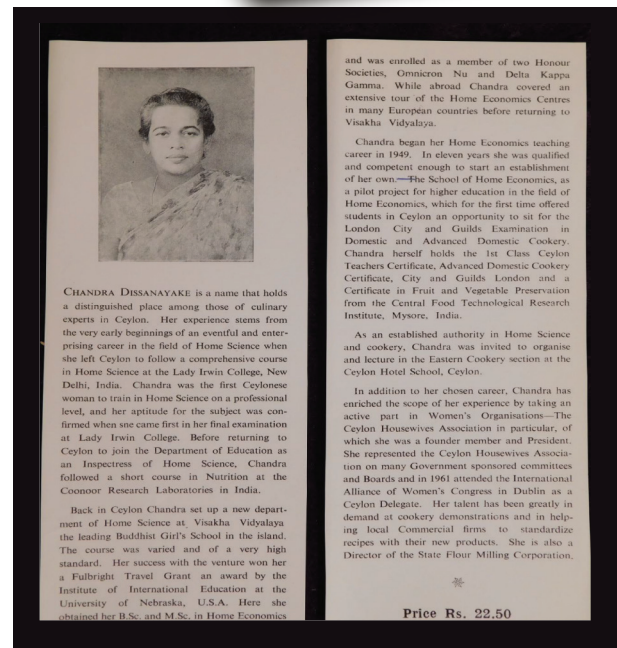 CHANDRA DISSANAYAKE is a name that holds
a distinguished place among those of culinary
experts in Ceylon. Her experience stems from
the very early beginnings of an eventful and enter-
prising career in the field of Home Science when
she left Ceylon to follow a comprehensive course
in Home Science at the Lady Irwin College, New
Delhi, India. Chandra was the first Ceylonese
woman to train in Home Science on a professional
level, and her aptitude for the subject was con-
firmed when sne came first in her final examination
at Lady Irwin College. Before returning to
Ceylon to join the Department of Education as
an Inspectress of Home Science, Chandra
followed a short course in Nutrition at the
Coonoor Research Laboratories in India.
Back in Ceylon Chandra set up a new depart-
ment of Home Science at Visakha Vidyalaya
the leading Buddhist Girl's School in the island.
The course was varied and of a very high
standard. Her success with the venture won her
a Fulbright Travel Grant an award by the
Institute of International Education at the
University of Nebraska, U.S.A. Here she
obtained her B.Sc. and M.Sc. in Home Economics
and was enrolled as a member of two Honour
Societies, Omnicron Nu and Delta Kappa
Gamma. While abroad Chandra covered an
extensive tour of the Home Economics Centres
in many European countries before returning to
Visakha Vidyalaya.
Chandra began her Home Economics teaching
career in 1949. In eleven years she was qualified
and competent enough to start an establishment
of her own.—The School of Home Economics, as
a pilot project for higher education in the field of
Home Economics, which for the first time offered
students in Ceylon an opportunity to sit for the
London City and Guilds Examination in
Domestic and Advanced Domestic Cookery.
Chandra herself holds the 1st Class Ceylon
Teachers Certificate, Advanced Domestic Cookery
Certificate, City and Guilds London and a
Certificate in Fruit and Vegetable Preservation
from the Central Food Technological Research
Institute, Mysore, India.
As an established authority in Home Science
and cookery, Chandra was invited to organise
and lecture in the Eastern Cookery section at the
Ceylon Hotel School, Ceylon.
In addition to her chosen career, Chandra has
enriched the scope of her experience by taking an
active part in Women's Organisations—The
Ceylon Housewives Association in particular, of
which she was a founder member and President.
She represented the Ceylon Housewives Associa-
tion on many Government sponsored committees
and Boards and in 1961 attended the International
Alliance of Women's Congress in Dublin as a
Ceylon Delegate. Her talent has been greatly in
demand at cookery demonstrations and in help-
ing local Commercial firms to standardize
recipes with their new products. She is also a
Director of the State Flour Milling Corporation.
Price Rs. 22.50